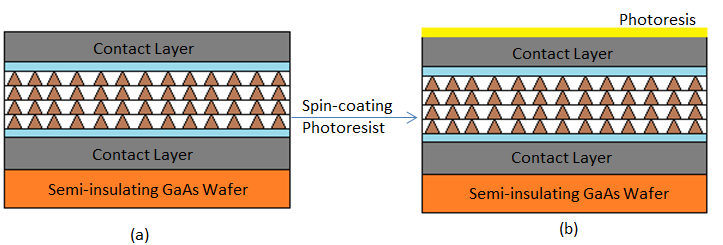 Photoresis
Contact Layer
Contact Layer
Spin-coating
Photoresist
Contact Layer
Contact Layer
Semi-insulating GaAs Wafer
Semi-insulating GaAs Wafer
(a)
(b)